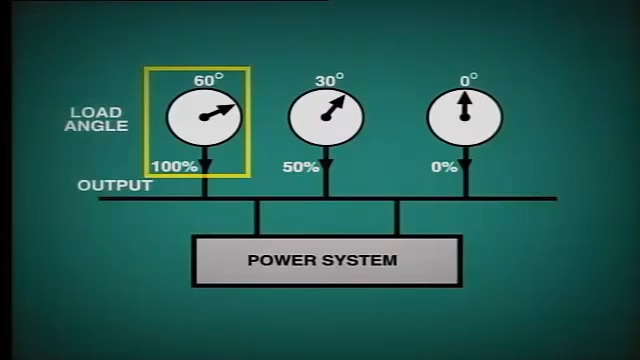 60° 30° 0°
LOAD
ANGLE
100% 50% 0%
OUTPUT
POWER SYSTEM